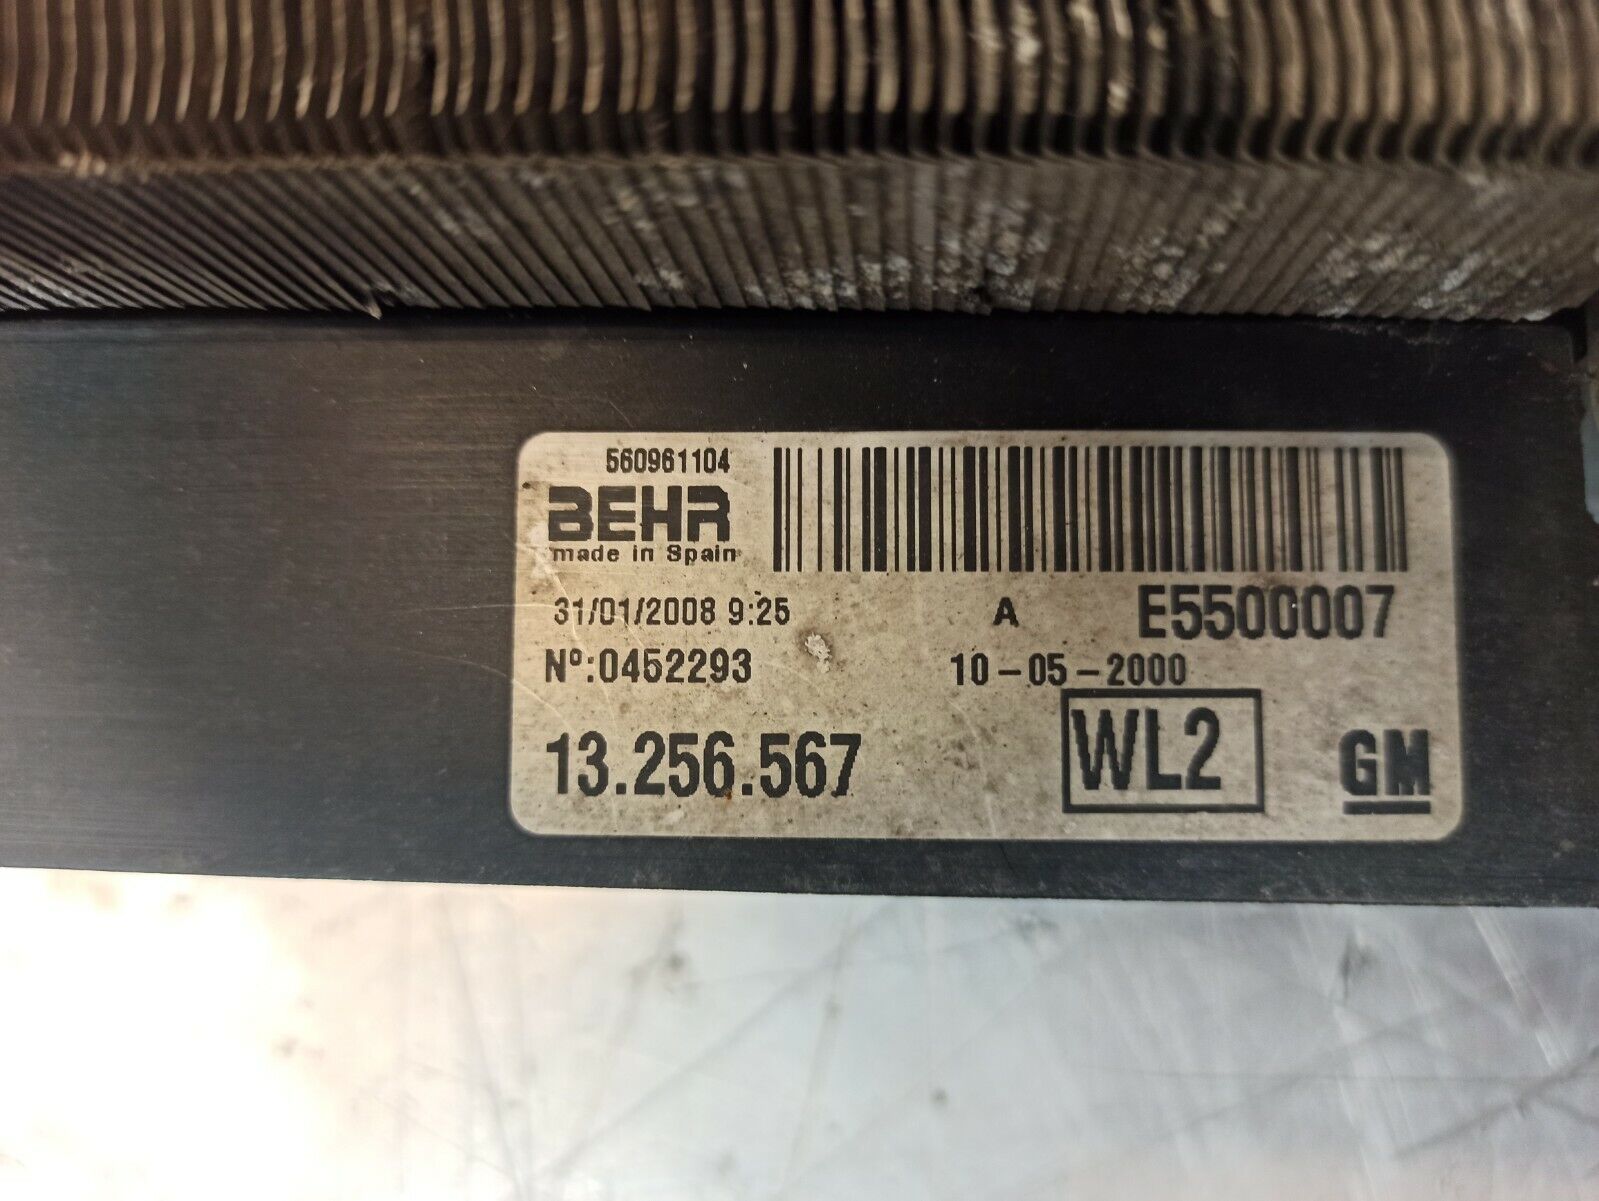 560961104
BEHR
made in Spain
31/01/2008 9:25 A E5500007
Nº:0452293 10-05-2000
13.256.567 WL2 GM